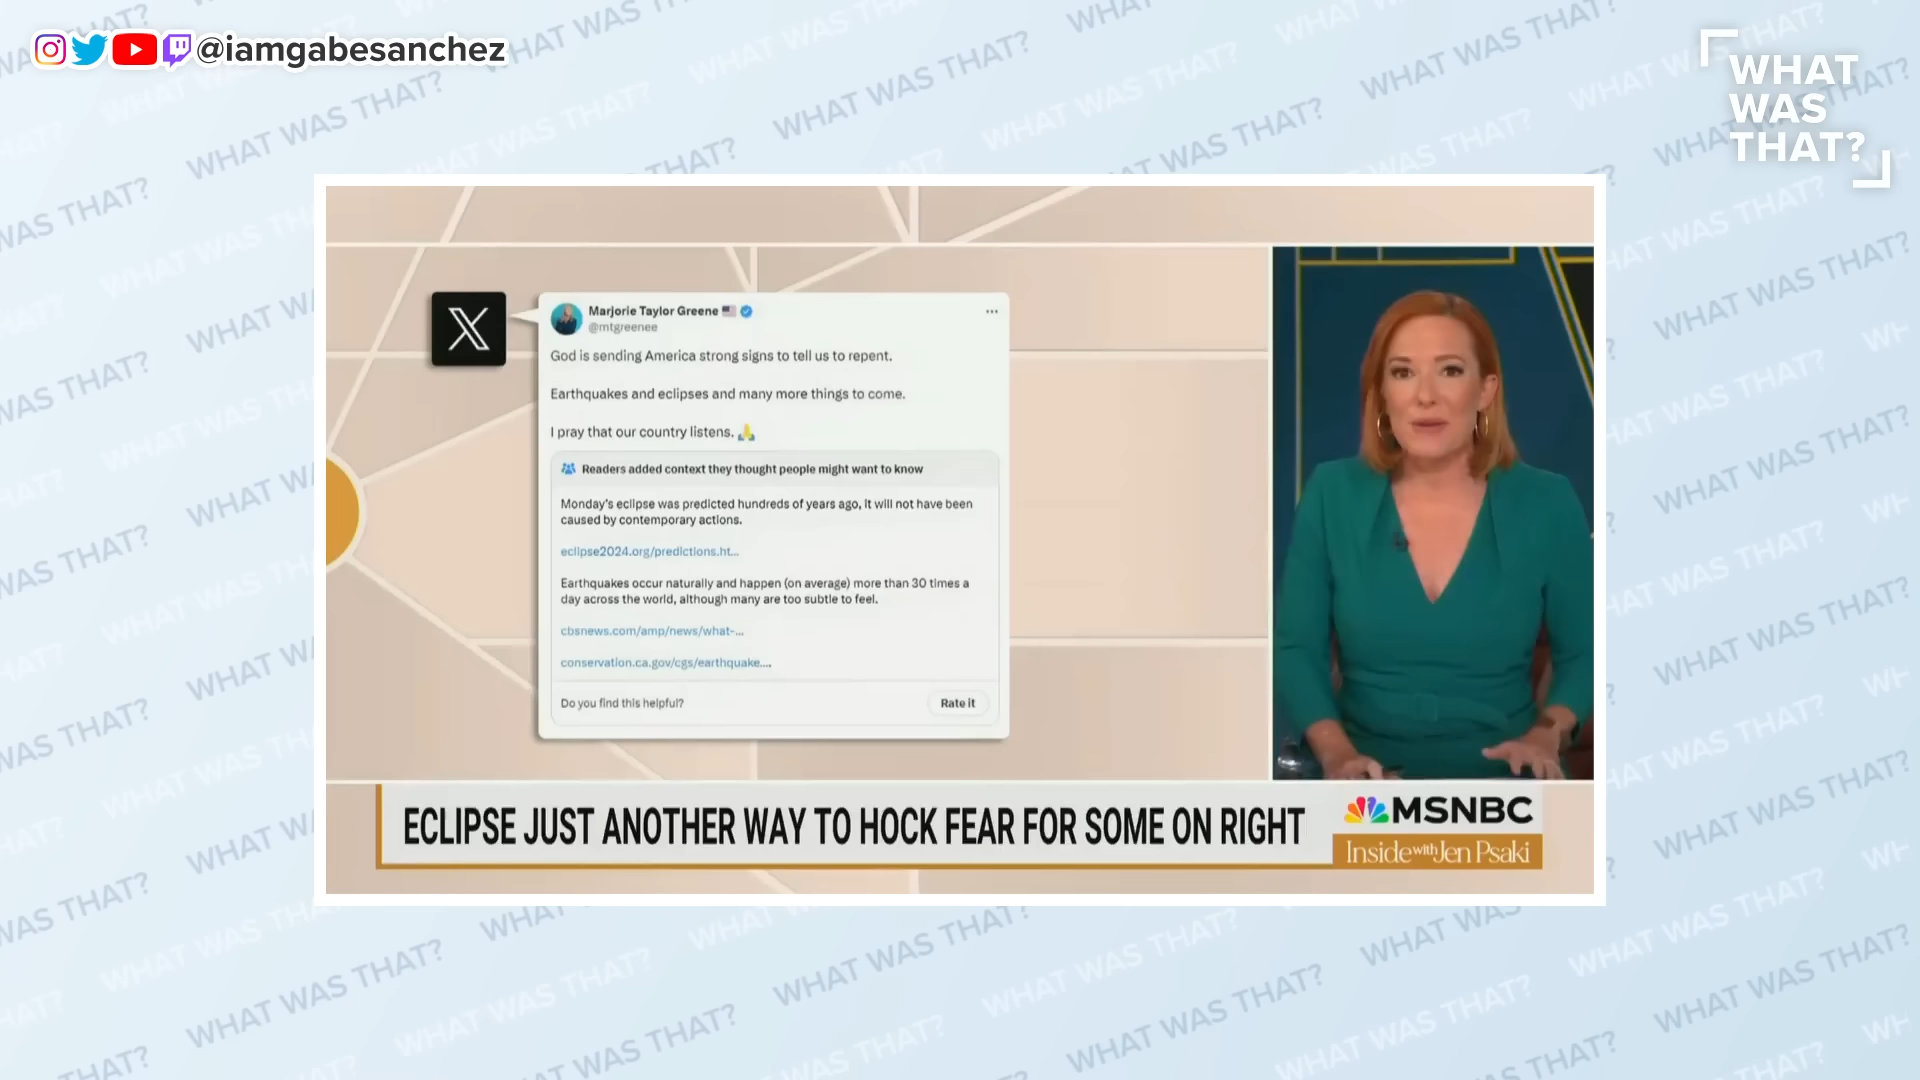 @iamgabesanchez
WHAT
WAS
THAT?
X
Marjorie Taylor Greene
@mtgreenee
God is sending America strong signs to tell us to repent.
Earthquakes and eclipses and many more things to come.
I pray that our country listens.
Readers added context they thought people might want to know
Monday's eclipse was predicted hundreds of years ago, it will not have been
caused by contemporary actions.
eclipse2024.org/predictions.ht...
Earthquakes occur naturally and happen (on average) more than 30 times a
day across the world, although many are too subtle to feel.
cbsnews.com/amp/news/what-...
conservation.ca.gov/cgs/earthquake....
Do you find this helpful?
Rate it
ECLIPSE JUST ANOTHER WAY TO HOCK FEAR FOR SOME ON RIGHT
MSNBC
Inside with Jen Psaki